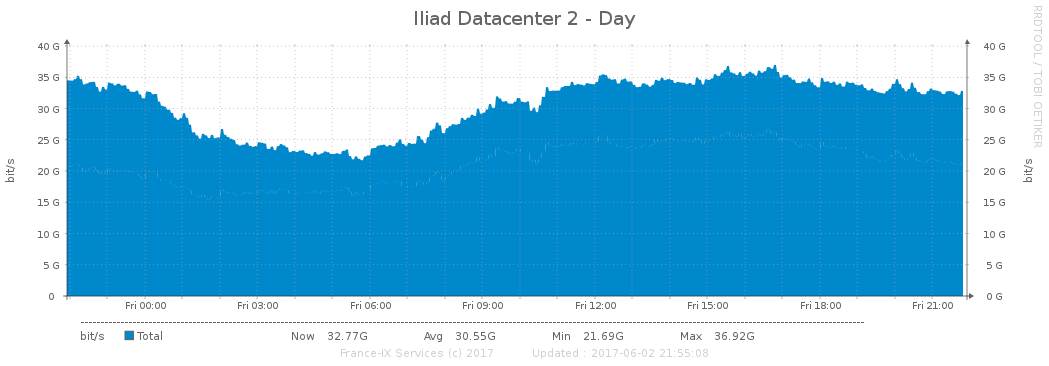 Iliad Datacenter 2 - Day
RRDTOOL / TOBI OETIKER
40 G 40 G
35 G 35 G
30 G 30 G
25 G 25 G
20 G 20 G
15 G 15 G
10 G 10 G
5 G 5 G
0 0 G
bit/s bit/s
Fri 00:00 Fri 03:00 Fri 06:00 Fri 09:00 Fri 12:00 Fri 15:00 Fri 18:00 Fri 21:00
bit/s Total Now 32.77G Avg 30.55G Min 21.69G Max 36.92G
France-IX Services (c) 2017 Updated : 2017-06-02 21:55:08